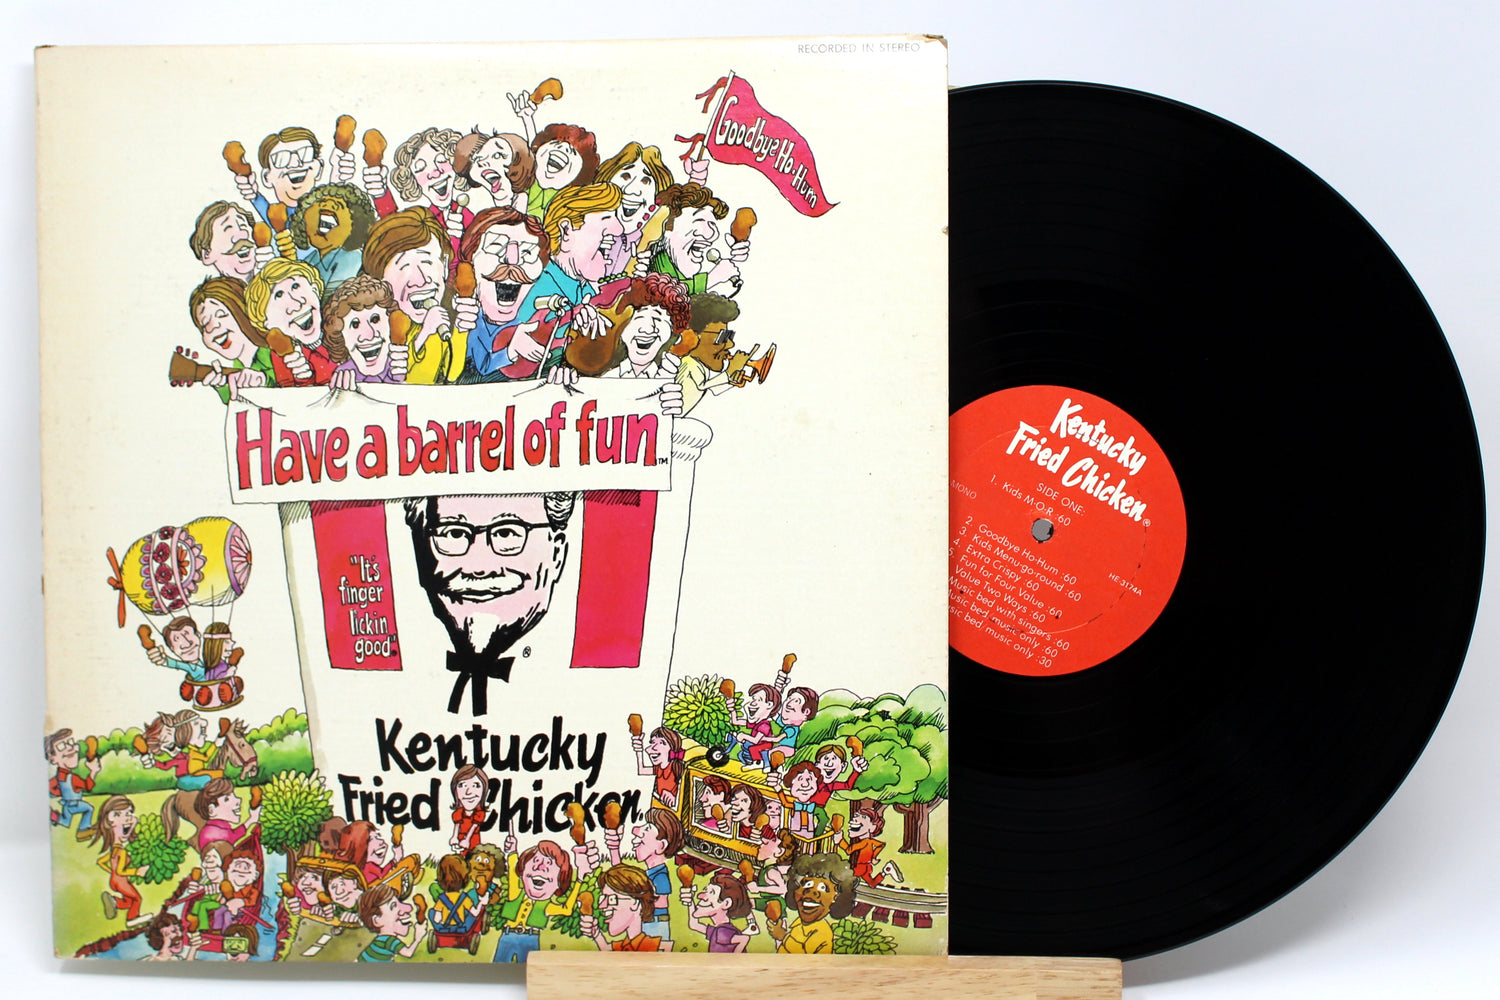 RECORDED IN STEREO
Goodbye Ho-Hum
Have a barrel of fun.™
"It's
finger
lickin
good."
®
Kentucky
Fried Chicken.
Kentucky
Fried Chicken®
MONO
SIDE ONE:
1. Kids M-O-R :60
2. Goodbye Ho-Hum :60
3. Kids Menu-go-round :60
4. Extra Crispy :60
5. Fun for Four Value :60
Value Two Ways :60
Music bed with singers :60
Music bed, music only :60
Music bed, music only :30
HE-3174A